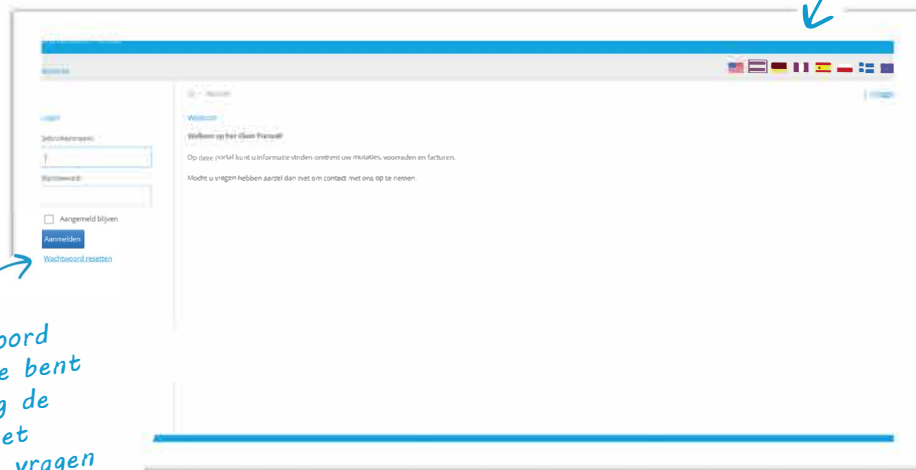 Inloggen
Welkom
Gebruikersnaam:
Welkom op het Klant Portaal!
Op deze portal kunt u informatie vinden omtrent uw mutaties, voorraden en facturen.
Wachtwoord:
Mocht u vragen hebben aarzel dan niet om contact met ons op te nemen.
Aangemeld blijven
Aanmelden
Wachtwoord resetten
oord
e bent
g de
et
vragen